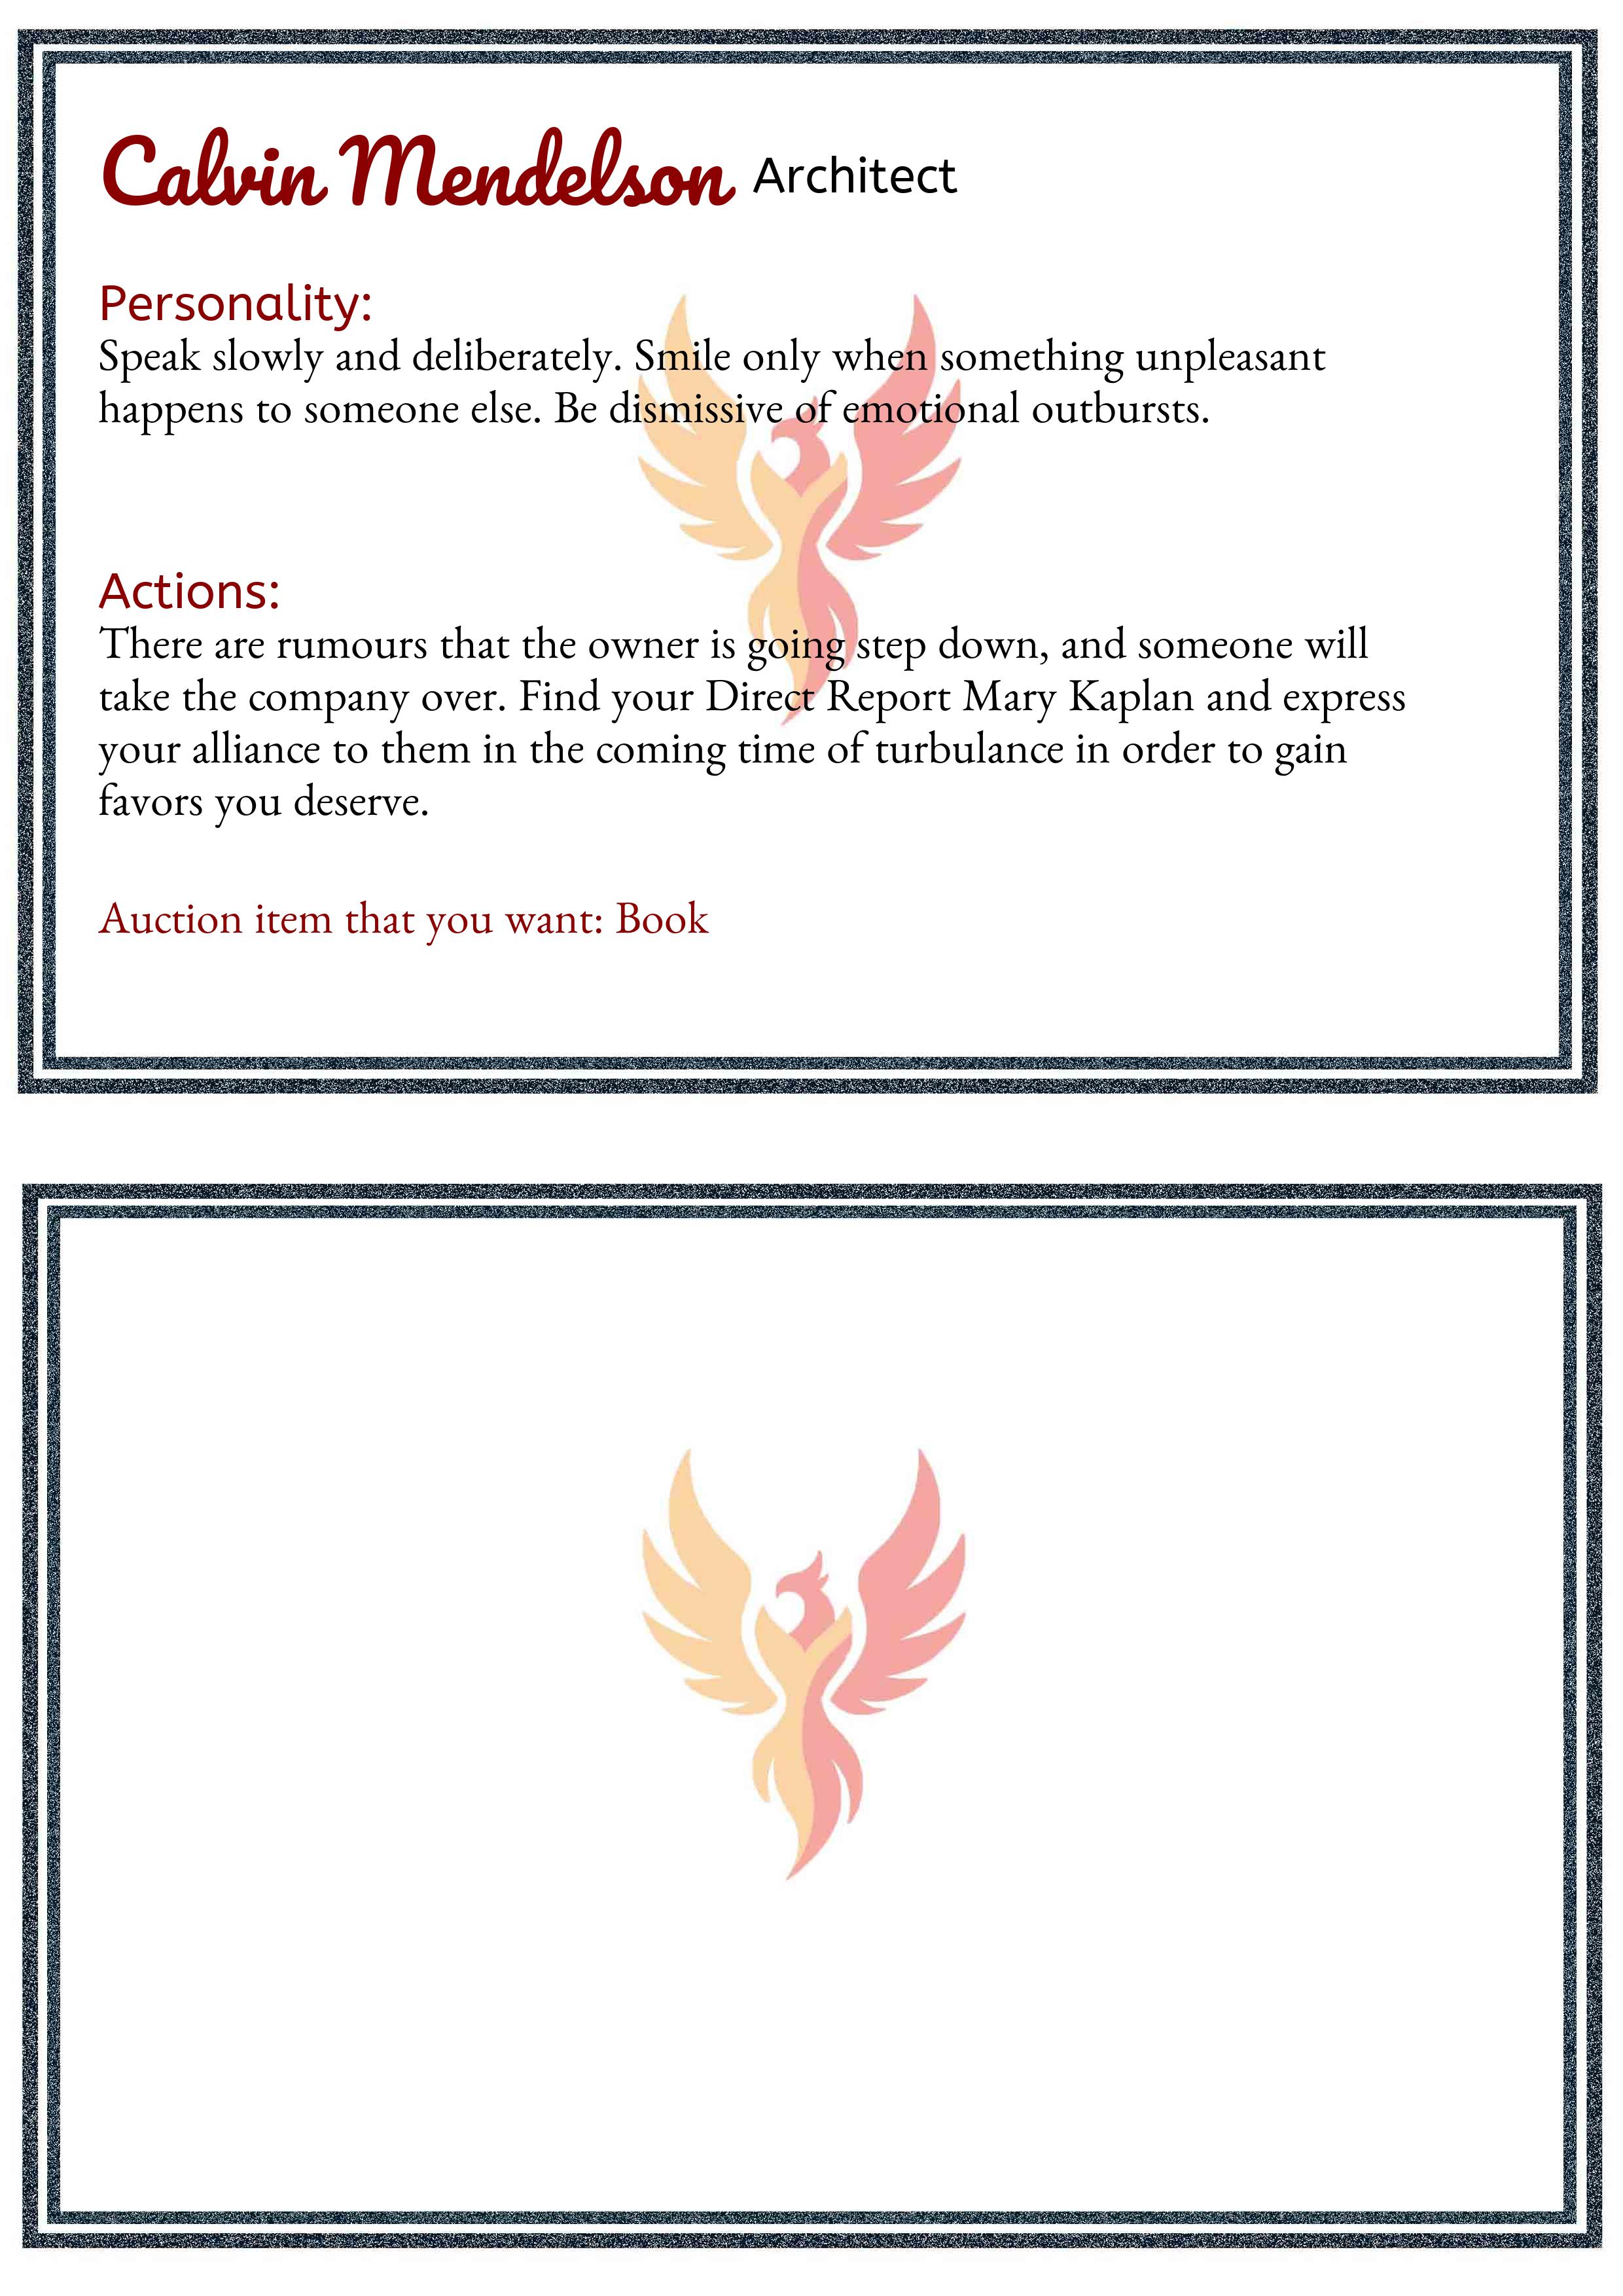 Calvin Mendelson Architect
Personality:
Speak slowly and deliberately. Smile only when something unpleasant
happens to someone else. Be dismissive of emotional outbursts.
Actions:
There are rumours that the owner is going step down, and someone will
take the company over. Find your Direct Report Mary Kaplan and express
your alliance to them in the coming time of turbulance in order to gain
favors you deserve.
Auction item that you want: Book